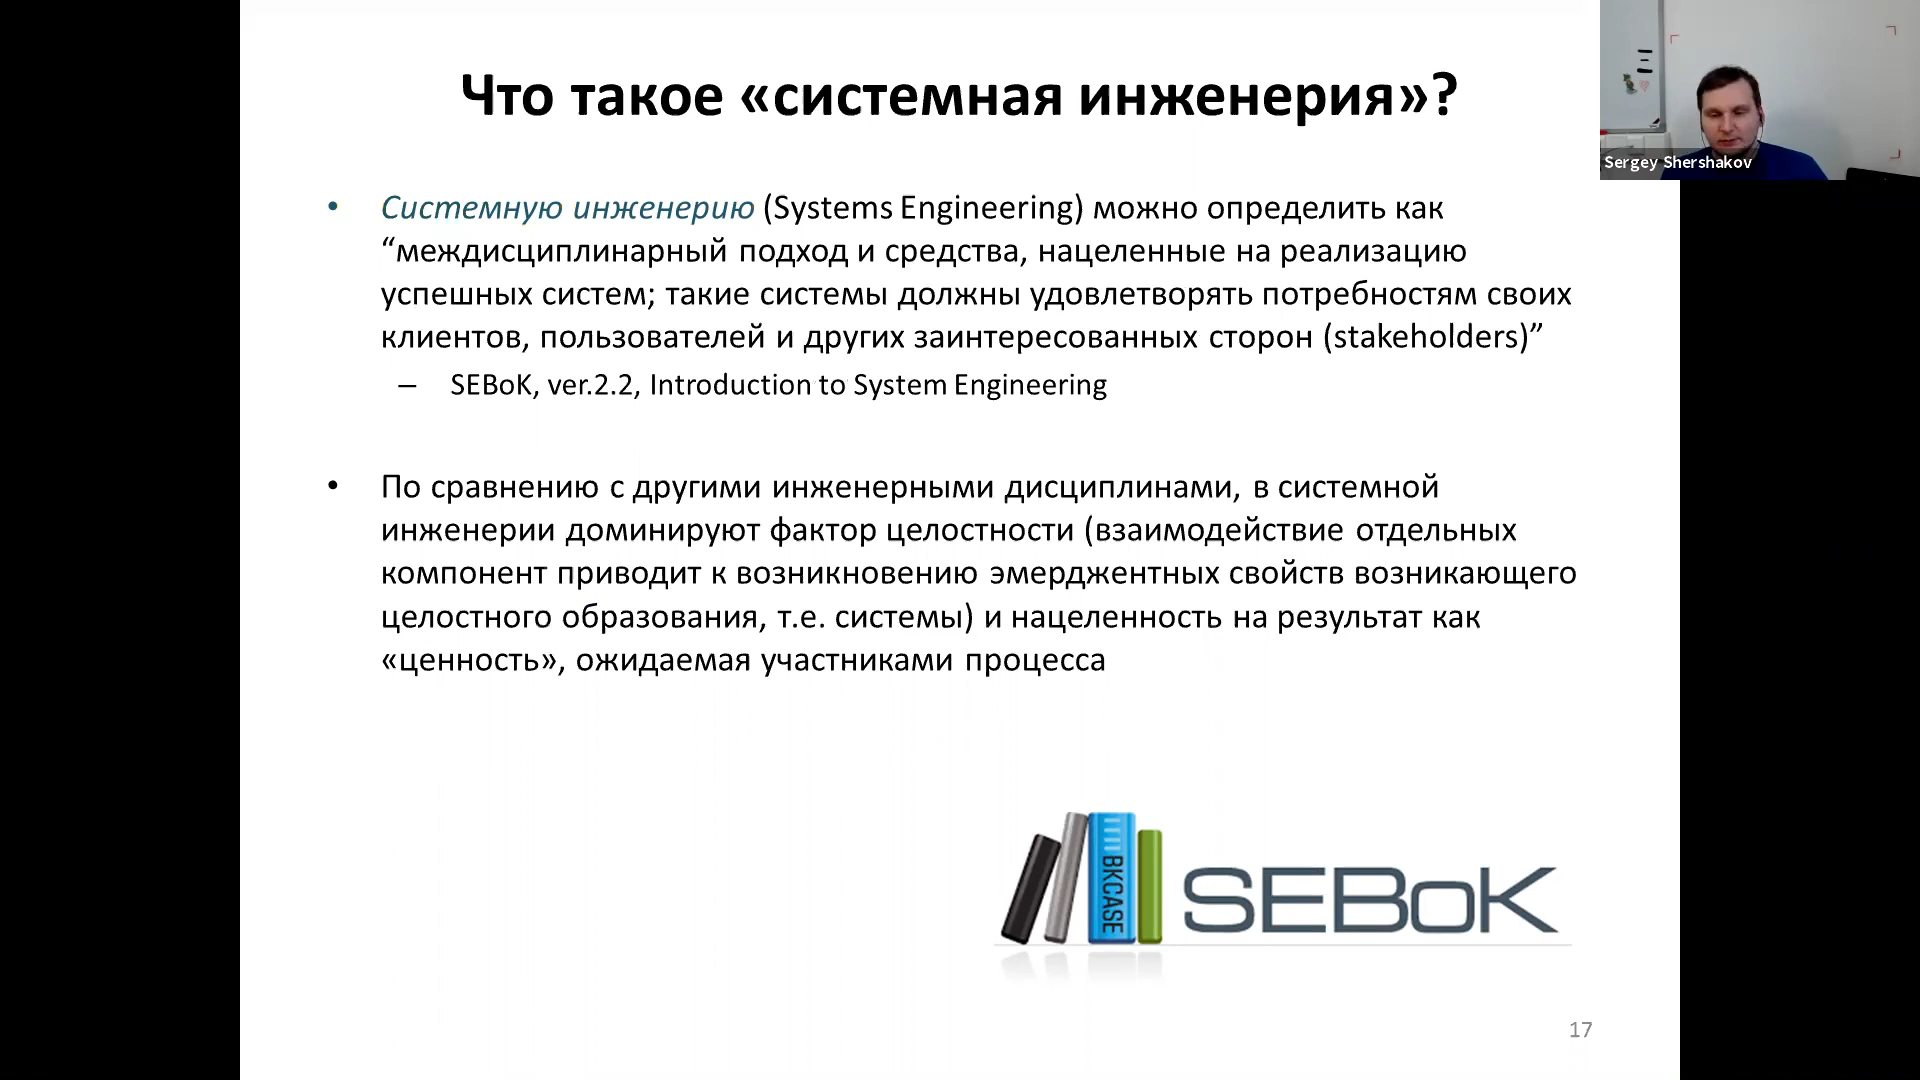 Что такое «системная инженерия»?
Sergey Shershakov
• Системную инженерию (Systems Engineering) можно определить как
“междисциплинарный подход и средства, нацеленные на реализацию
успешных систем; такие системы должны удовлетворять потребностям своих
клиентов, пользователей и других заинтересованных сторон (stakeholders)”
– SEBoK, ver.2.2, Introduction to System Engineering
• По сравнению с другими инженерными дисциплинами, в системной
инженерии доминируют фактор целостности (взаимодействие отдельных
компонент приводит к возникновению эмерджентных свойств возникающего
целостного образования, т.е. системы) и нацеленность на результат как
«ценность», ожидаемая участниками процесса
BKCASE
SEBoK
17